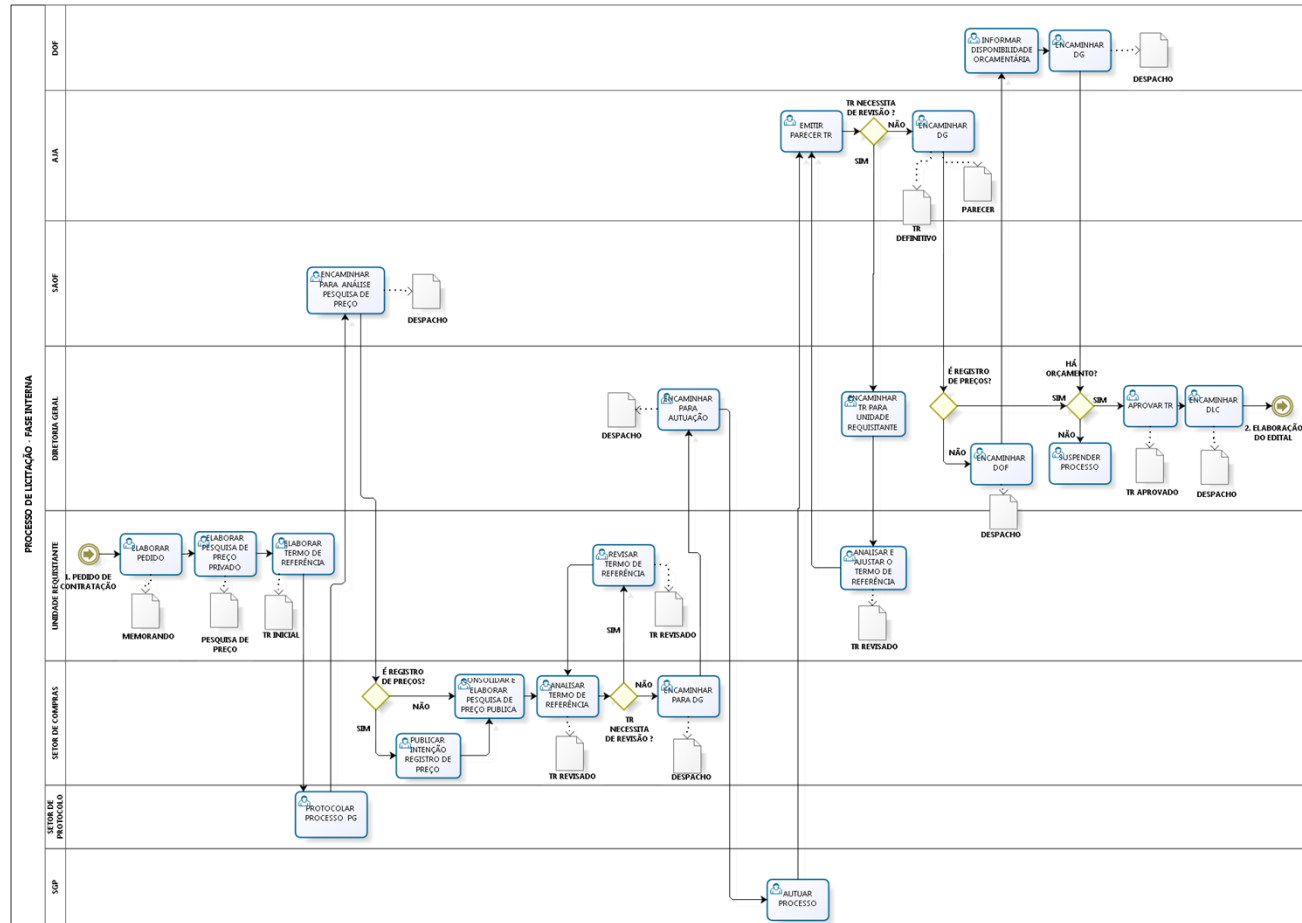 PROCESSO DE LICITAÇÃO - FASE INTERNA
DOF
INFORMAR
DISPONIBILIDADE
ORCAMENTÁRIA
ENCAMINHAR
DG
DESPACHO
AJA
EMITIR
PARECER TR
TR NECESSITA
DE REVISÃO ?
NÃO
SIM
ENCAMINHAR
DG
TR
DEFINITIVO
PARECER
SAOF
ENCAMINHAR
PARA ANÁLISE
PESQUISA DE
PREÇO
DESPACHO
DIRETORIA GERAL
DESPACHO
ENCAMINHAR
PARA
AUTUAÇÃO
ENCAMINHAR
TR PARA
UNIDADE
REQUISITANTE
É REGISTRO
DE PREÇOS?
SIM
NÃO
ENCAMINHAR
DOF
DESPACHO
HÁ
ORÇAMENTO?
SIM
NÃO
SUSPENDER
PROCESSO
APROVAR TR
TR APROVADO
ENCAMINHAR
DLC
DESPACHO
2. ELABORAÇÃO
DO EDITAL
UNIDADE REQUISITANTE
1. PEDIDO DE
CONTRATAÇÃO
ELABORAR
PEDIDO
MEMORANDO
ELABORAR
PESQUISA DE
PREÇO
PRIVADO
PESQUISA DE
PREÇO
ELABORAR
TERMO DE
REFERÊNCIA
TR INICIAL
REVISAR
TERMO DE
REFERÊNCIA
SIM
TR REVISADO
ANALISAR E
AJUSTAR O
TERMO DE
REFERÊNCIA
TR REVISADO
SETOR DE COMPRAS
É REGISTRO
DE PREÇOS?
NÃO
SIM
PUBLICAR
INTENÇÃO
REGISTRO DE
PREÇO
CONSOLIDAR E
ELABORAR
PESQUISA DE
PREÇO PUBLICA
ANALISAR
TERMO DE
REFERÊNCIA
TR REVISADO
TR
NECESSITA
DE REVISÃO ?
NÃO
ENCAMINHAR
PARA DG
DESPACHO
SETOR DE
PROTOCOLO
PROTOCOLAR
PROCESSO PG
SGP
AUTUAR
PROCESSO